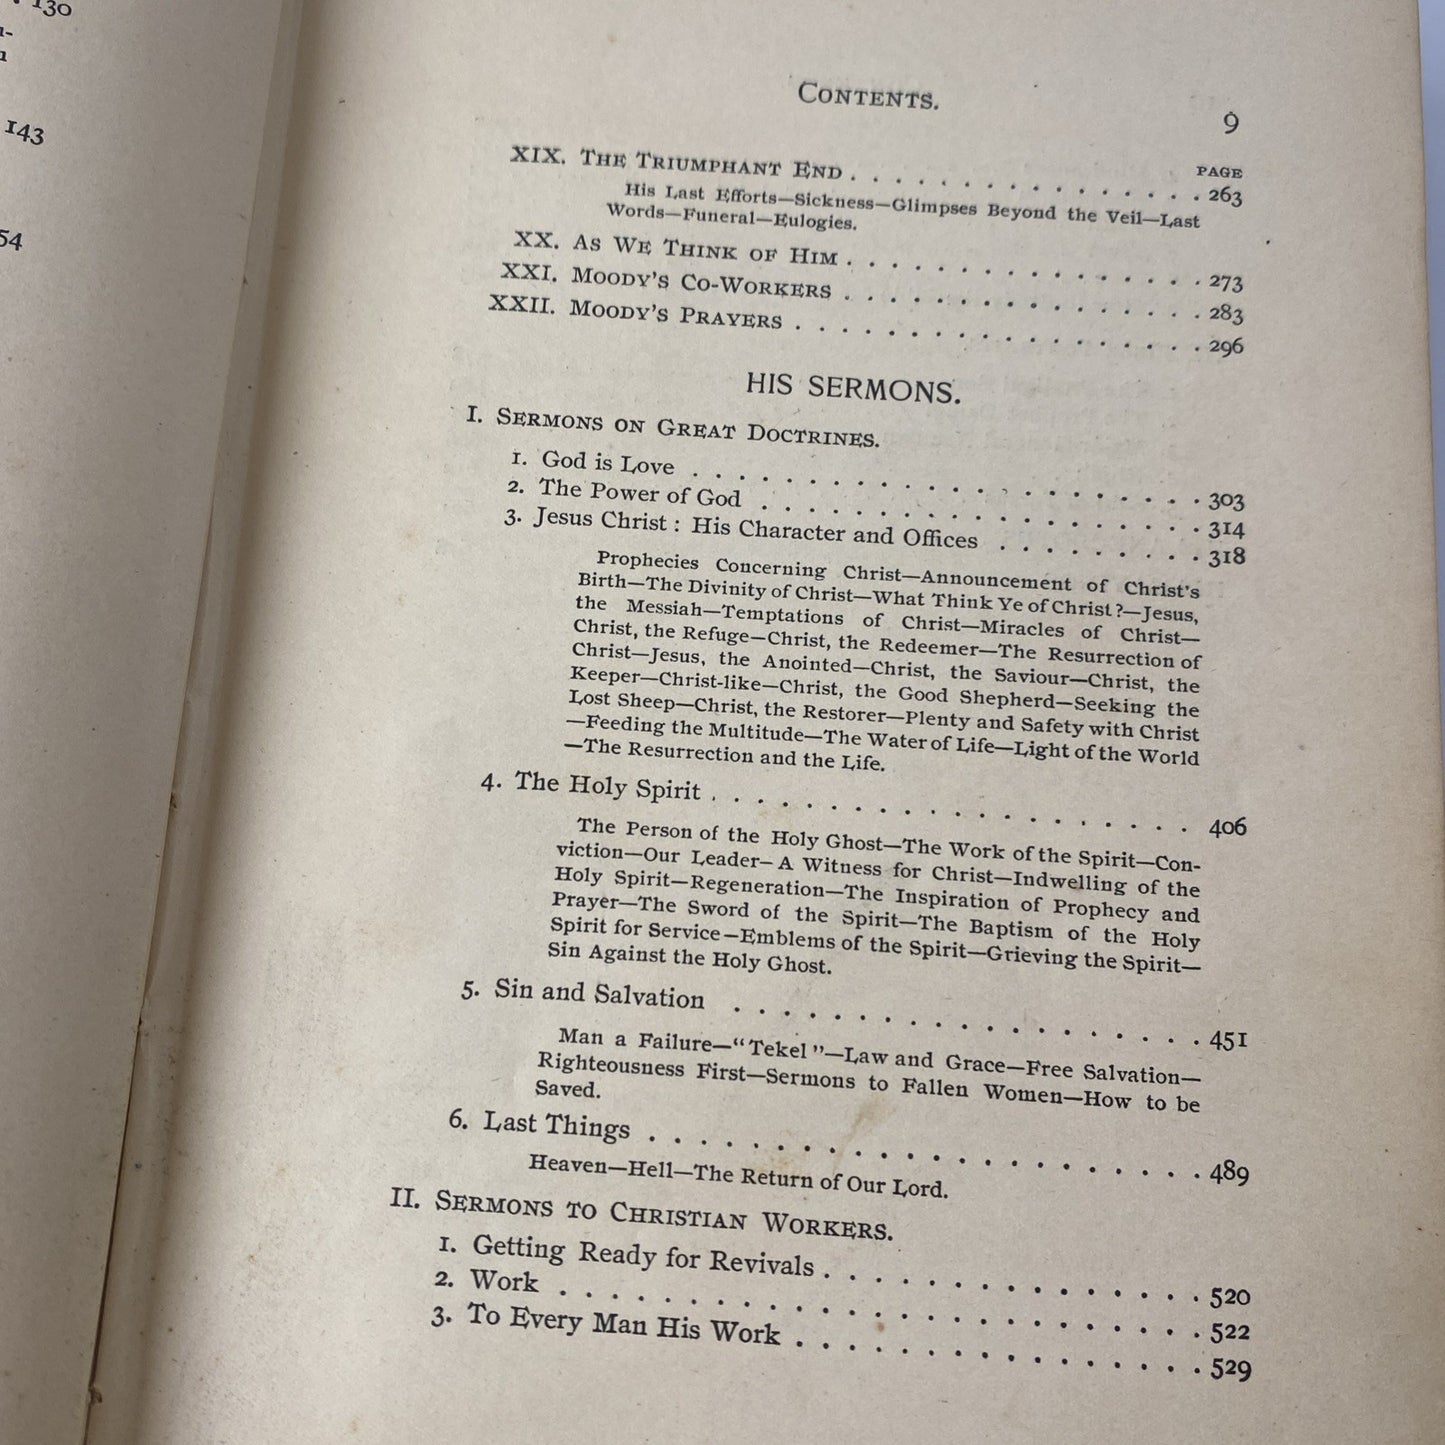 130
143
54
CONTENTS.
9
PAGE
XIX. THE TRIUMPHANT END . . . . . . . . . . . . . . . 263
His Last Efforts—Sickness—Glimpses Beyond the Veil—Last
Words—Funeral—Eulogies.
XX. AS WE THINK OF HIM . . . . . . . . . . . . . . . 273
XXI. MOODY'S CO-WORKERS . . . . . . . . . . . . . . . 283
XXII. MOODY'S PRAYERS . . . . . . . . . . . . . . . . . 296
HIS SERMONS.
I. SERMONS ON GREAT DOCTRINES.
1. God is Love . . . . . . . . . . . . . . . . . . . . 303
2. The Power of God . . . . . . . . . . . . . . . . . 314
3. Jesus Christ: His Character and Offices . . . . . . . . . 318
Prophecies Concerning Christ—Announcement of Christ's
Birth—The Divinity of Christ—What Think Ye of Christ?—Jesus,
the Messiah—Temptations of Christ—Miracles of Christ—
Christ, the Refuge—Christ, the Redeemer—The Resurrection of
Christ—Jesus, the Anointed—Christ, the Saviour—Christ, the
Keeper—Christ-like—Christ, the Good Shepherd—Seeking the
Lost Sheep—Christ, the Restorer—Plenty and Safety with Christ
—Feeding the Multitude—The Water of Life—Light of the World
—The Resurrection and the Life.
4. The Holy Spirit . . . . . . . . . . . . . . . . . . . 406
The Person of the Holy Ghost—The Work of the Spirit—Con-
viction—Our Leader—A Witness for Christ—Indwelling of the
Holy Spirit—Regeneration—The Inspiration of Prophecy and
Prayer—The Sword of the Spirit—The Baptism of the Holy
Spirit for Service—Emblems of the Spirit—Grieving the Spirit—
Sin Against the Holy Ghost.
5. Sin and Salvation . . . . . . . . . . . . . . . . . . 451
Man a Failure—"Tekel"—Law and Grace—Free Salvation—
Righteousness First—Sermons to Fallen Women—How to be
Saved.
6. Last Things . . . . . . . . . . . . . . . . . . . . 489
Heaven—Hell—The Return of Our Lord.
II. SERMONS TO CHRISTIAN WORKERS.
1. Getting Ready for Revivals . . . . . . . . . . . . . . . 520
2. Work . . . . . . . . . . . . . . . . . . . . . . . . 522
3. To Every Man His Work . . . . . . . . . . . . . . . . 529